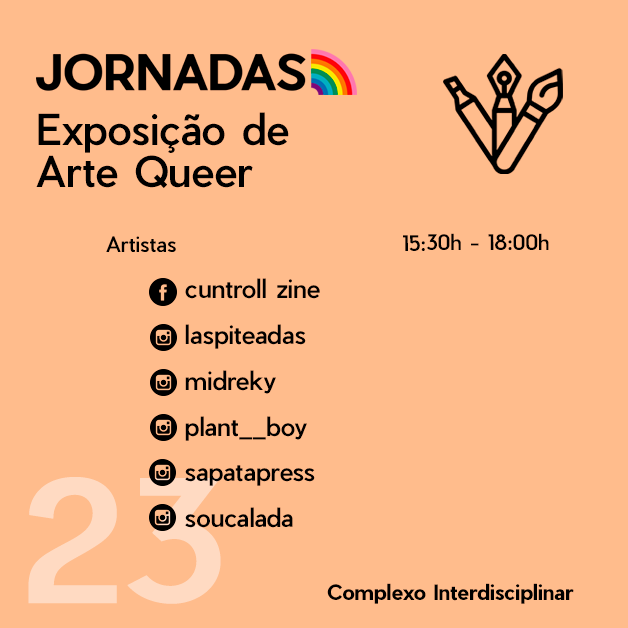 JORNADAS
Exposição de
Arte Queer
Artistas
15:30h - 18:00h
cuntroll zine
laspiteadas
midreky
plant__boy
sapatapress
soucalada
23
Complexo Interdisciplinar